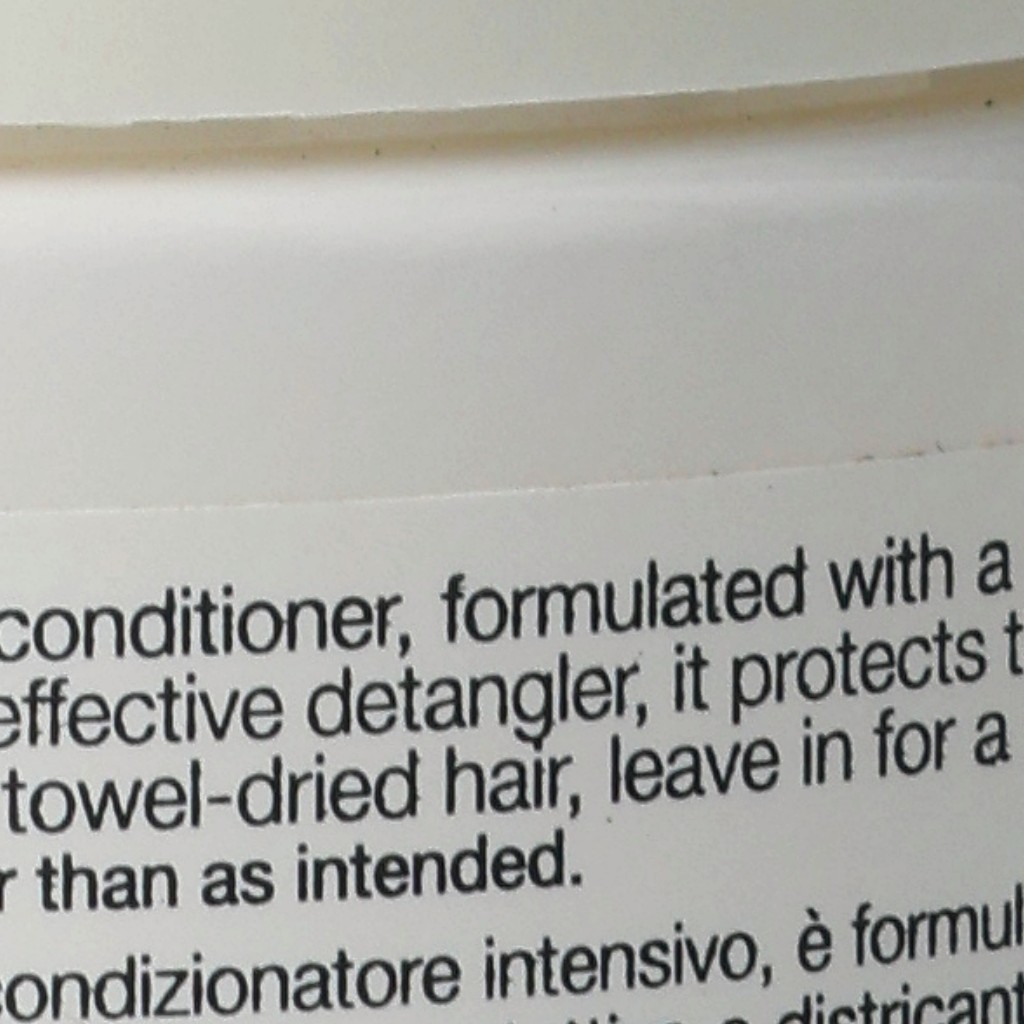 conditioner, formulated with a
effective detangler, it protects t
towel-dried hair, leave in for a
r than as intended.
condizionatore intensivo, è formul
e districant